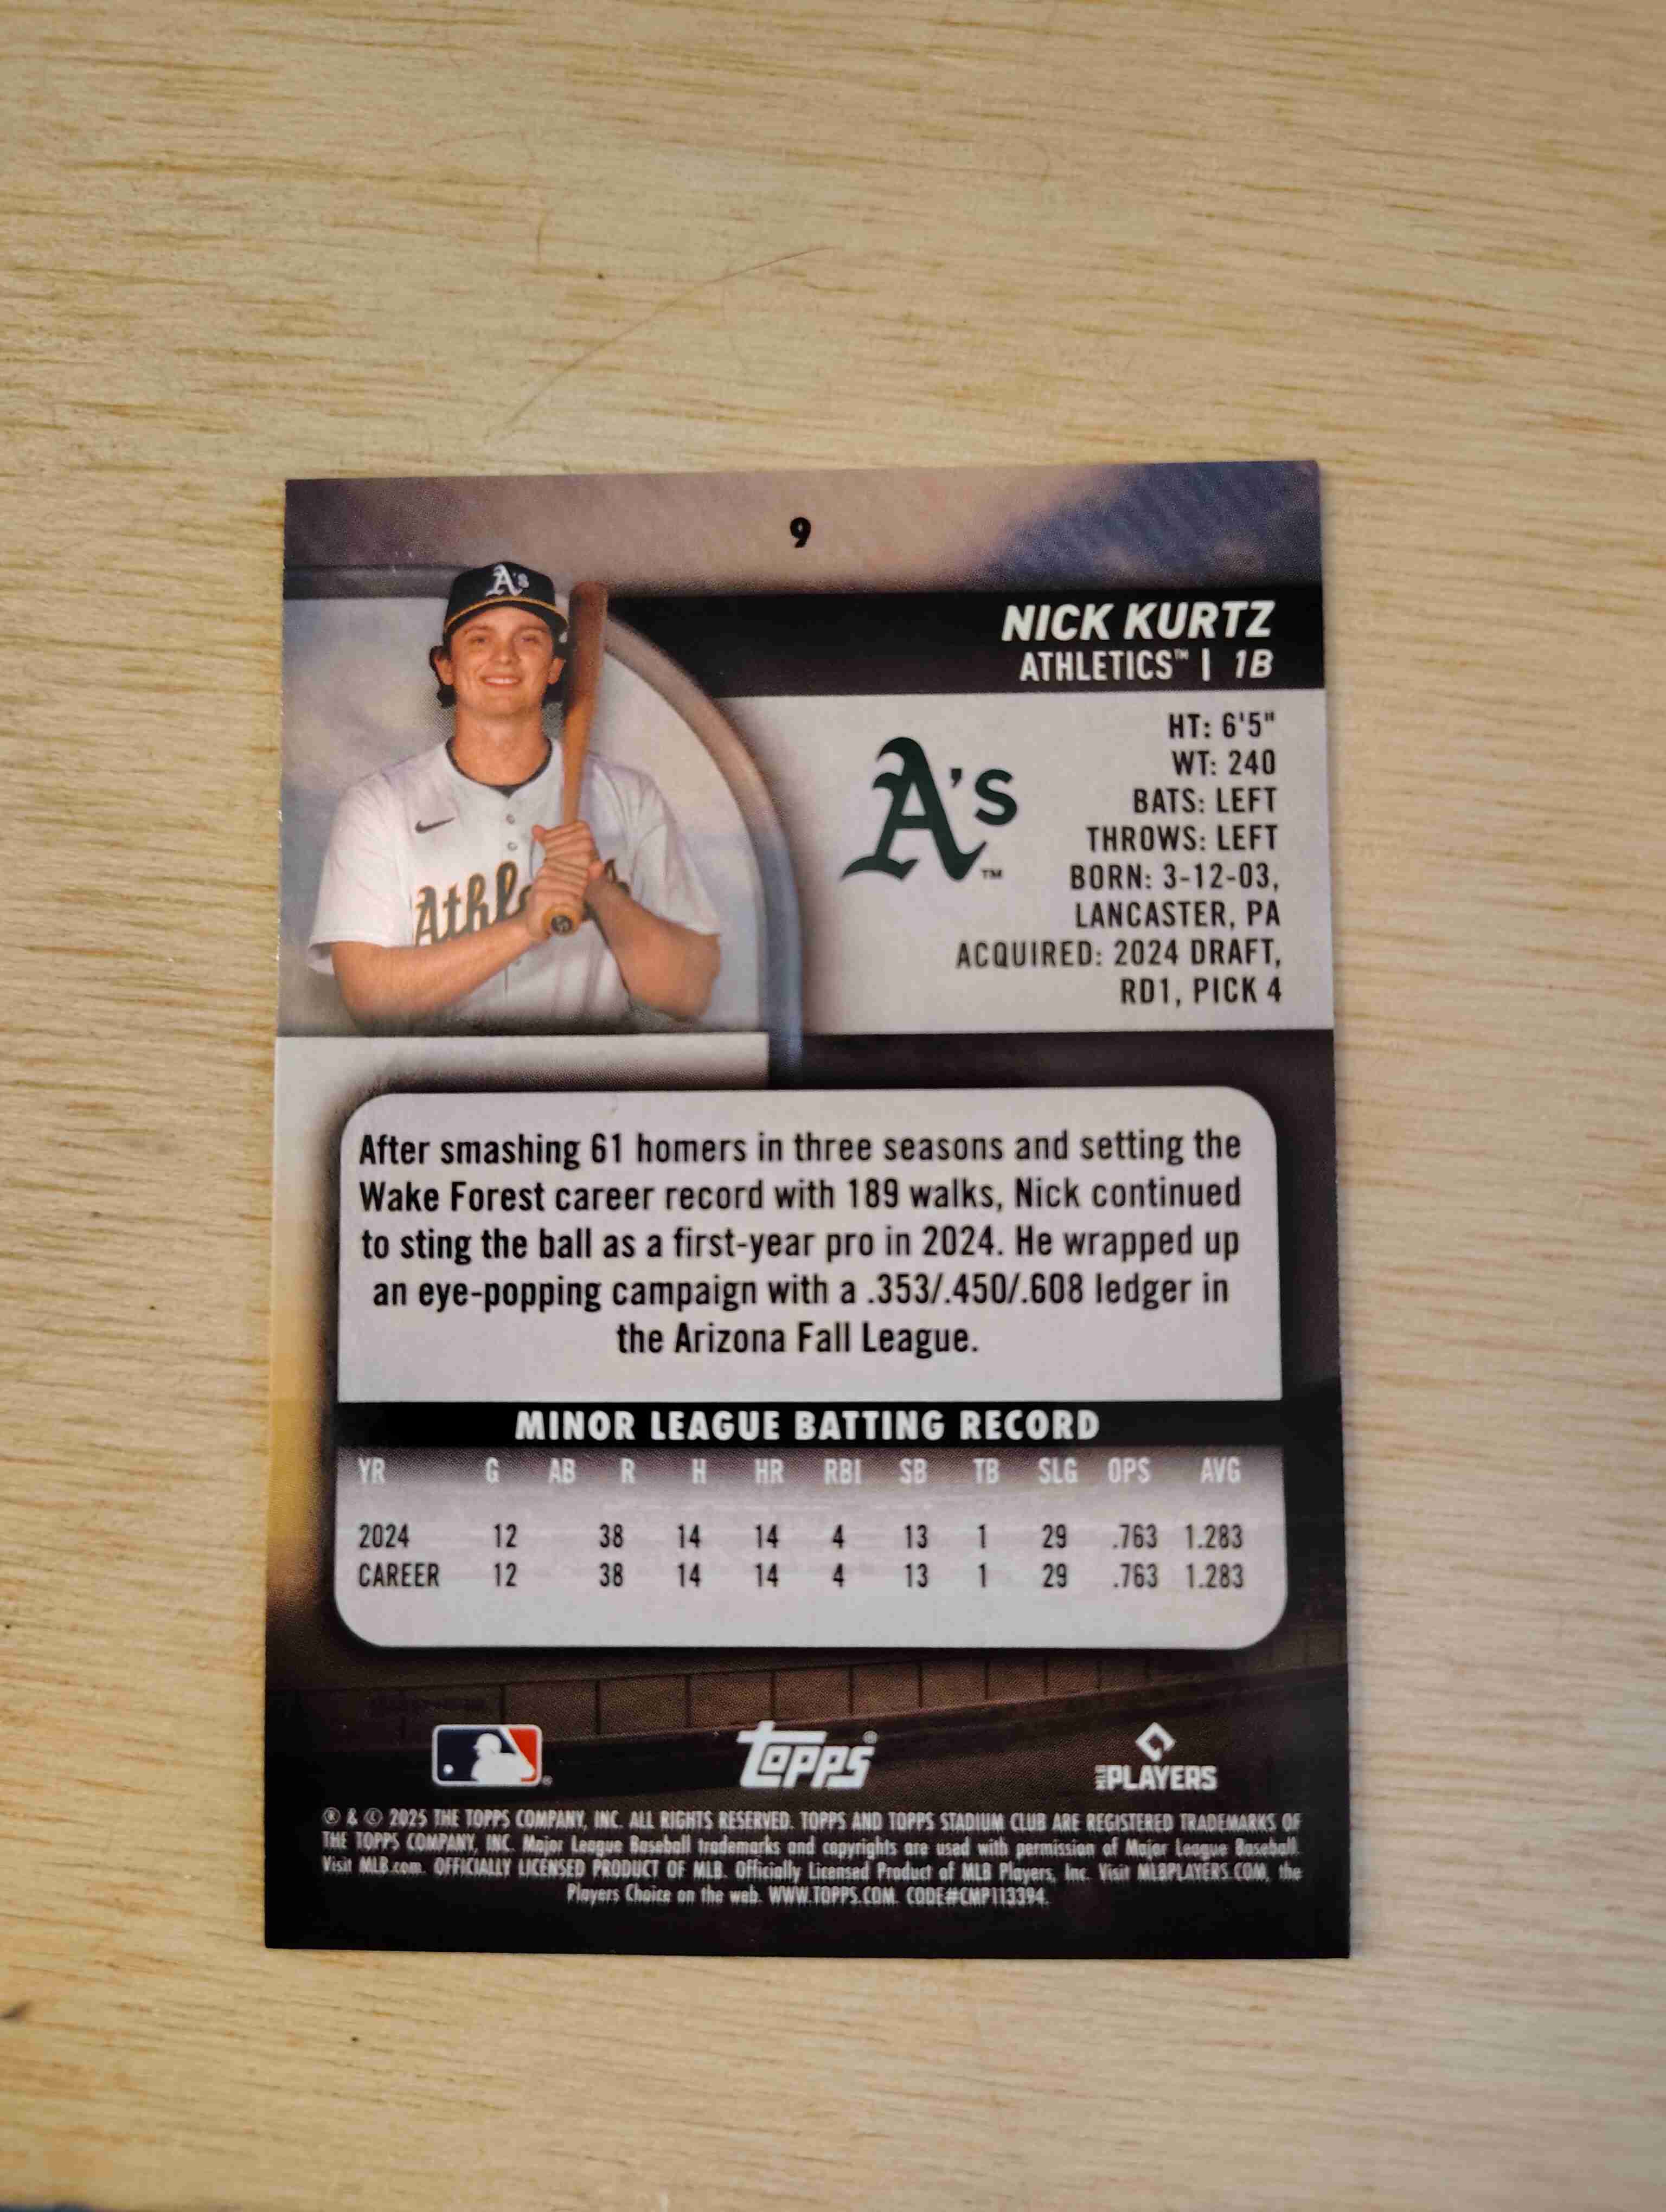 9
A's
NICK KURTZ
ATHLETICS™ | 1B
A's™
HT: 6'5"
WT: 240
BATS: LEFT
THROWS: LEFT
BORN: 3-12-03,
LANCASTER, PA
ACQUIRED: 2024 DRAFT,
RD1, PICK 4
After smashing 61 homers in three seasons and setting the
Wake Forest career record with 189 walks, Nick continued
to sting the ball as a first-year pro in 2024. He wrapped up
an eye-popping campaign with a .353/.450/.608 ledger in
the Arizona Fall League.
MINOR LEAGUE BATTING RECORD
YR G AB R H HR RBI SB TB SLG OPS AVG
2024 12 38 14 14 4 13 1 29 .763 1.283
CAREER 12 38 14 14 4 13 1 29 .763 1.283
Topps®
MLB PLAYERS
® & © 2025 THE TOPPS COMPANY, INC. ALL RIGHTS RESERVED. TOPPS AND TOPPS STADIUM CLUB ARE REGISTERED TRADEMARKS OF
THE TOPPS COMPANY, INC. Major League Baseball trademarks and copyrights are used with permission of Major League Baseball.
Visit MLB.com. OFFICIALLY LICENSED PRODUCT OF MLB. Officially Licensed Product of MLB Players, Inc. Visit MLBPLAYERS.COM, the
Players Choice on the web. WWW.TOPPS.COM. CODE#CMP113394.